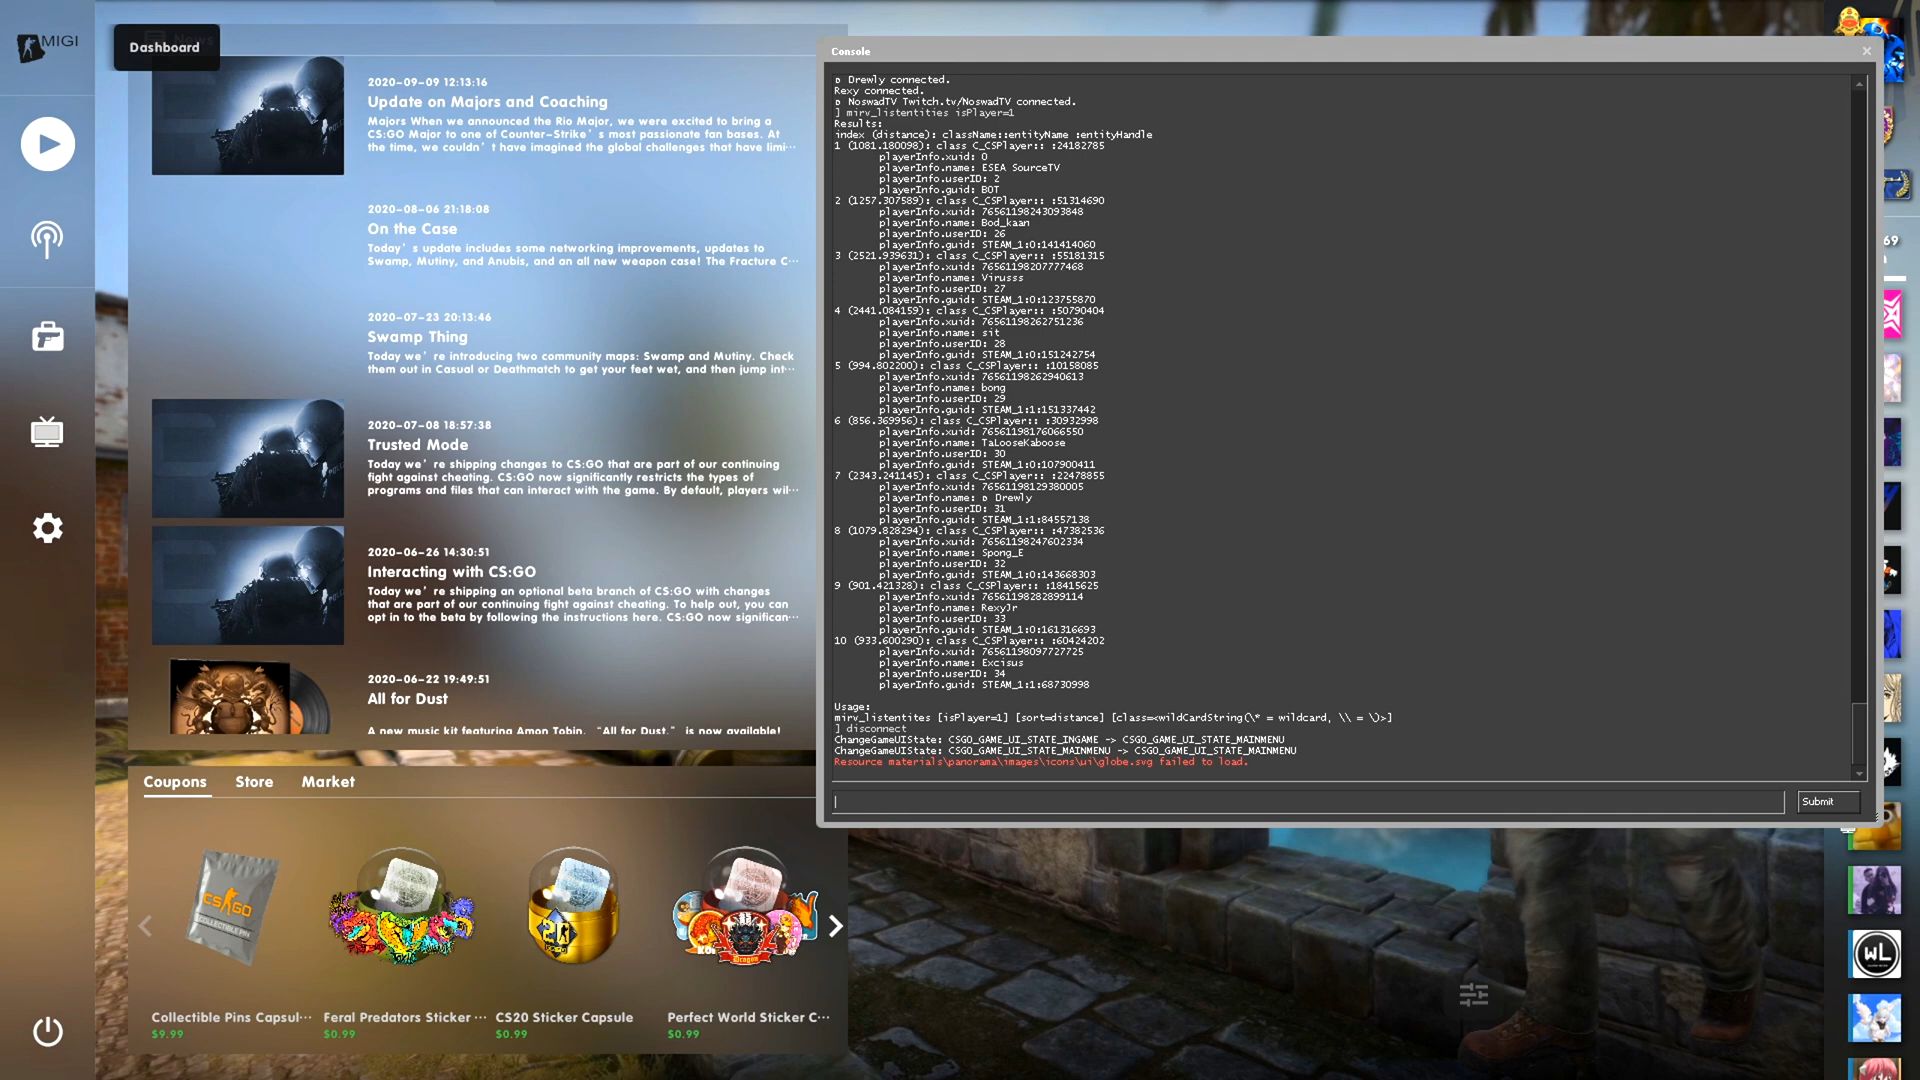 MIGI
Dashboard
News
2020-09-09 12:13:16
Update on Majors and Coaching
Majors When we announced the Rio Major, we were excited to bring a
CS:GO Major to one of Counter-Strike's most passionate fan bases. At
the time, we couldn't have imagined the global challenges that have limi···
2020-08-06 21:18:08
On the Case
Today's update includes some networking improvements, updates to
Swamp, Mutiny, and Anubis, and an all new weapon case! The Fracture C···
2020-07-23 20:13:46
Swamp Thing
Today we're introducing two community maps: Swamp and Mutiny. Check
them out in Casual or Deathmatch to get your feet wet, and then jump int···
2020-07-08 18:57:38
Trusted Mode
Today we're shipping changes to CS:GO that are part of our continuing
fight against cheating. CS:GO now significantly restricts the types of
programs and files that can interact with the game. By default, players wil···
2020-06-26 14:30:51
Interacting with CS:GO
Today we're shipping an optional beta branch of CS:GO with changes
that are part of our continuing fight against cheating. To help out, you can
opt in to the beta by following the instructions here. CS:GO now significan···
2020-06-22 19:49:51
All for Dust
A new music kit featuring Amon Tobin, "All for Dust," is now available!
Coupons Store Market
CS GO
COLLECTIBLE PIN
20
Dragon
Collectible Pins Capsul··· Feral Predators Sticker ··· CS20 Sticker Capsule Perfect World Sticker C···
$9.99 $0.99 $0.99 $0.99
Console
Drewly connected.
Rexy connected.
NoswadTV Twitch.tv/NoswadTV connected.
] mirv_listentities isPlayer=1
Results:
index (distance): className::entityName :entityHandle
1 (1081.180098): class C_CSPlayer:: :24182785
playerInfo.xuid: 0
playerInfo.name: ESEA SourceTV
playerInfo.userID: 2
playerInfo.guid: BOT
2 (1257.307589): class C_CSPlayer:: :51314690
playerInfo.xuid: 76561198243093848
playerInfo.name: Bod_kaan
playerInfo.userID: 26
playerInfo.guid: STEAM_1:0:141414060
3 (2521.939631): class C_CSPlayer:: :55181315
playerInfo.xuid: 76561198207777468
playerInfo.name: Virusss
playerInfo.userID: 27
playerInfo.guid: STEAM_1:0:123755870
4 (2441.084159): class C_CSPlayer:: :50790404
playerInfo.xuid: 76561198262751236
playerInfo.name: sit
playerInfo.userID: 28
playerInfo.guid: STEAM_1:0:151242754
5 (994.802200): class C_CSPlayer:: :10158085
playerInfo.xuid: 76561198262940613
playerInfo.name: bong
playerInfo.userID: 29
playerInfo.guid: STEAM_1:1:151337442
6 (856.369956): class C_CSPlayer:: :30932998
playerInfo.xuid: 76561198176066550
playerInfo.name: TaLooseKaboose
playerInfo.userID: 30
playerInfo.guid: STEAM_1:0:107900411
7 (2343.241145): class C_CSPlayer:: :22478855
playerInfo.xuid: 76561198129380005
playerInfo.name: Drewly
playerInfo.userID: 31
playerInfo.guid: STEAM_1:1:84557138
8 (1079.828294): class C_CSPlayer:: :47382536
playerInfo.xuid: 76561198247602334
playerInfo.name: Spong_E
playerInfo.userID: 32
playerInfo.guid: STEAM_1:0:143668303
9 (901.421328): class C_CSPlayer:: :18415625
playerInfo.xuid: 76561198282899114
playerInfo.name: RexyJr
playerInfo.userID: 33
playerInfo.guid: STEAM_1:0:161316693
10 (933.600290): class C_CSPlayer:: :60424202
playerInfo.xuid: 76561198097727725
playerInfo.name: Excisus
playerInfo.userID: 34
playerInfo.guid: STEAM_1:1:68730998
Usage:
mirv_listentites [isPlayer=1] [sort=distance] [class=<wildCardString(\* = wildcard, \\ = \)>]
] disconnect
ChangeGameUIState: CSGO_GAME_UI_STATE_INGAME -> CSGO_GAME_UI_STATE_MAINMENU
ChangeGameUIState: CSGO_GAME_UI_STATE_MAINMENU -> CSGO_GAME_UI_STATE_MAINMENU
Resource materials\panorama\images\icons\ui\globe.svg failed to load.
Submit
69
WL